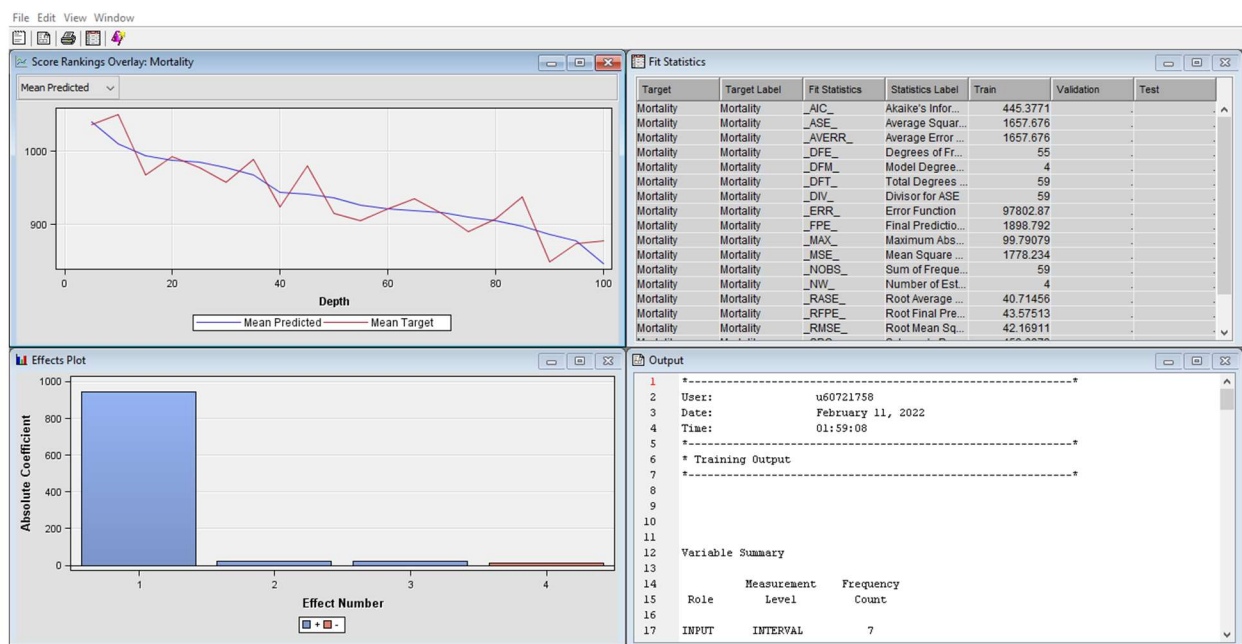 File Edit View Window
Score Rankings Overlay: Mortality
Mean Predicted
1000
900
0 20 40 60 80 100
Depth
Mean Predicted Mean Target
Fit Statistics
Target Target Label Fit Statistics Statistics Label Train Validation Test
Mortality Mortality _AIC_ Akaike's Infor... 445.3771 . .
Mortality Mortality _ASE_ Average Squar... 1657.676 . .
Mortality Mortality _AVERR_ Average Error ... 1657.676 . .
Mortality Mortality _DFE_ Degrees of Fr... 55 . .
Mortality Mortality _DFM_ Model Degree... 4 . .
Mortality Mortality _DFT_ Total Degrees ... 59 . .
Mortality Mortality _DIV_ Divisor for ASE 59 . .
Mortality Mortality _ERR_ Error Function 97802.87 . .
Mortality Mortality _FPE_ Final Predictio... 1898.792 . .
Mortality Mortality _MAX_ Maximum Abs... 99.79079 . .
Mortality Mortality _MSE_ Mean Square ... 1778.234 . .
Mortality Mortality _NOBS_ Sum of Freque... 59 . .
Mortality Mortality _NW_ Number of Est... 4 . .
Mortality Mortality _RASE_ Root Average ... 40.71456 . .
Mortality Mortality _RFPE_ Root Final Pre... 43.57513 . .
Mortality Mortality _RMSE_ Root Mean Sq... 42.16911 . .
Effects Plot
Absolute Coefficient
1000
800
600
400
200
0
1 2 3 4
Effect Number
+ -
Output
1 *------------------------------------------------------------*
2 User: u60721758
3 Date: February 11, 2022
4 Time: 01:59:08
5 *------------------------------------------------------------*
6 * Training Output
7 *------------------------------------------------------------*
8
9
10
11
12 Variable Summary
13
14 Measurement Frequency
15 Role Level Count
16
17 INPUT INTERVAL 7